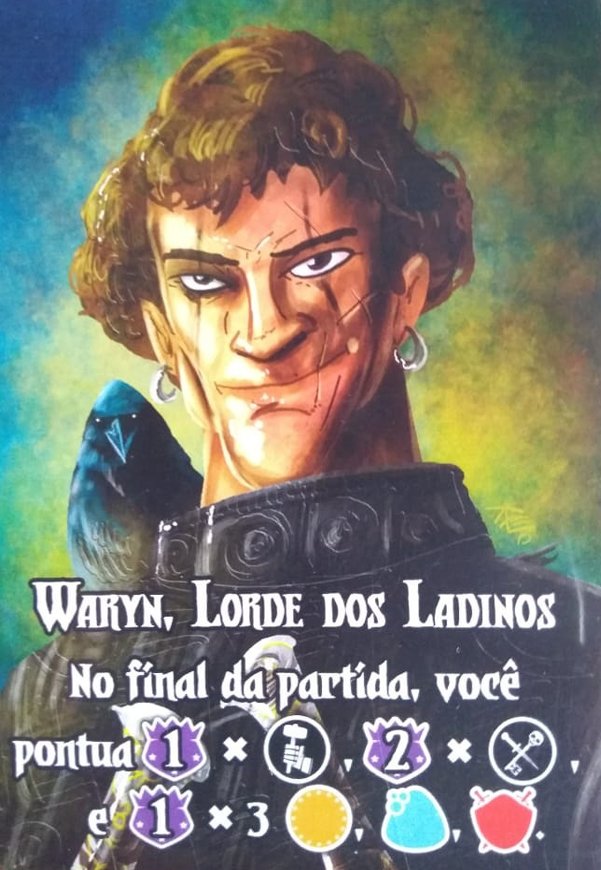 Waryn, Lorde dos Ladinos
No final da partida, você
pontua 1 × , 2 × ,
e 1 × 3 , , .